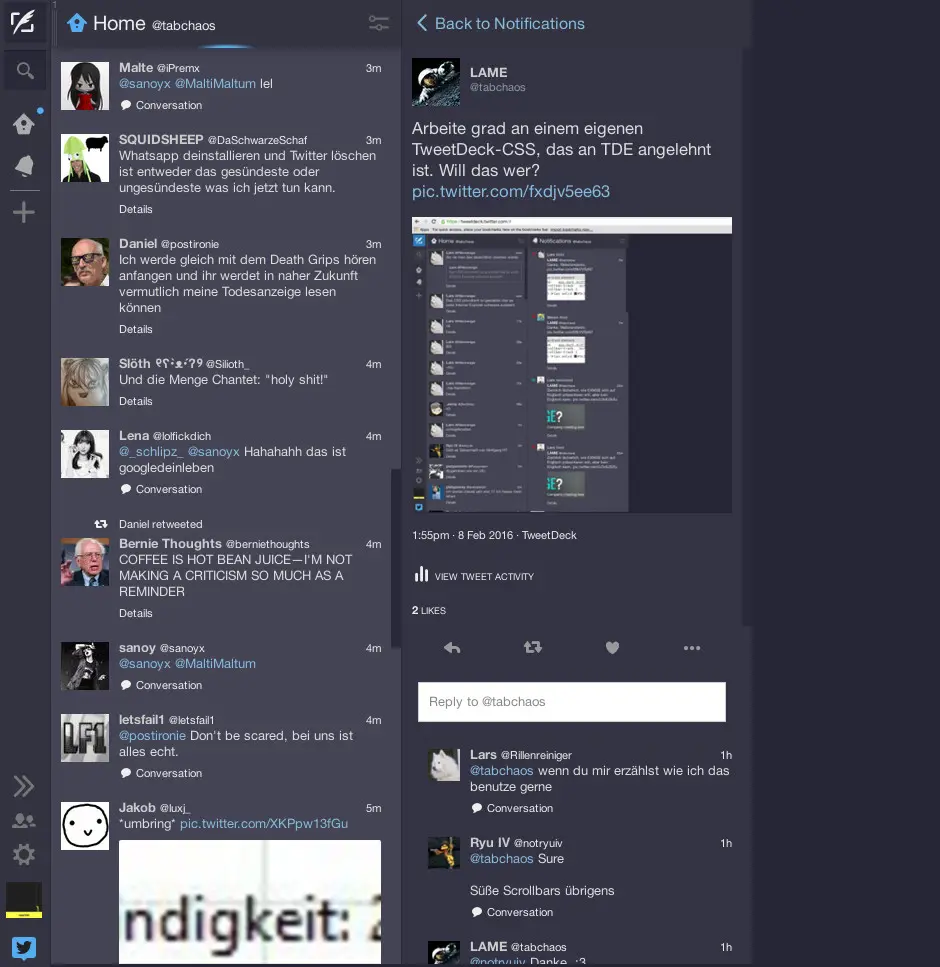 1
Home @tabchaos
Malte @iPremx 3m
@sanoyx @MaltiMaltum lel
Conversation
SQUIDSHEEP @DaSchwarzeSchaf 3m
Whatsapp deinstallieren und Twitter löschen
ist entweder das gesündeste oder
ungesündeste was ich jetzt tun kann.
Details
Daniel @postironie 3m
Ich werde gleich mit dem Death Grips hören
anfangen und ihr werdet in naher Zukunft
vermutlich meine Todesanzeige lesen
können
Details
Slöth @Silioth_ 4m
Und die Menge Chantet: "holy shit!"
Details
Lena @lolfickdich 4m
@_schlipz_ @sanoyx Hahahahh das ist
googledeinleben
Conversation
Daniel retweeted
Bernie Thoughts @berniethoughts 4m
COFFEE IS HOT BEAN JUICE—I'M NOT
MAKING A CRITICISM SO MUCH AS A
REMINDER
Details
sanoy @sanoyx 4m
@sanoyx @MaltiMaltum
Conversation
letsfail1 @letsfail1 4m
@postironie Don't be scared, bei uns ist
alles echt.
Conversation
LF1
Jakob @luxj_ 5m
*umbring* pic.twitter.com/XKPpw13fGu
ndigkeit:
Back to Notifications
LAME
@tabchaos
Arbeite grad an einem eigenen
TweetDeck-CSS, das an TDE angelehnt
ist. Will das wer?
pic.twitter.com/fxdjv5ee63
Home
Notifications
1:55pm · 8 Feb 2016 · TweetDeck
VIEW TWEET ACTIVITY
2 LIKES
Reply to @tabchaos
Lars @Rillenreiniger 1h
@tabchaos wenn du mir erzählst wie ich das
benutze gerne
Conversation
Ryu IV @notryuiv 1h
@tabchaos Sure
Süße Scrollbars übrigens
Conversation
LAME @tabchaos 1h
@notryuiv Danke. :3